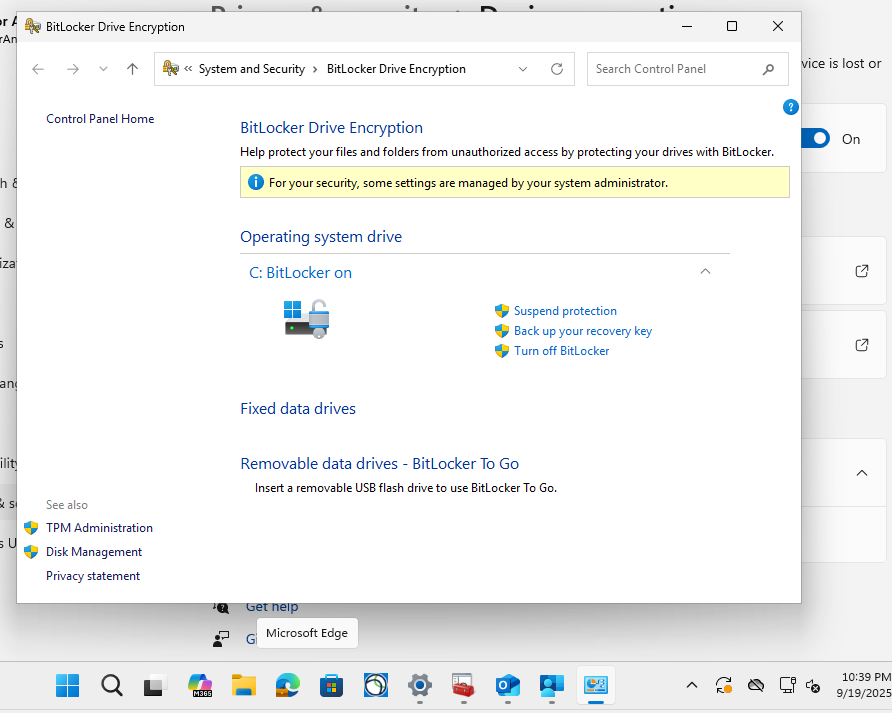 BitLocker Drive Encryption
System and Security
BitLocker Drive Encryption
Search Control Panel
vice is lost or
Control Panel Home
BitLocker Drive Encryption
Help protect your files and folders from unauthorized access by protecting your drives with BitLocker.
On
For your security, some settings are managed by your system administrator.
Operating system drive
C: BitLocker on
Suspend protection
Back up your recovery key
Turn off BitLocker
Fixed data drives
Removable data drives - BitLocker To Go
Insert a removable USB flash drive to use BitLocker To Go.
See also
TPM Administration
Disk Management
Privacy statement
Get help
Microsoft Edge
M365
10:39 PM
9/19/2025